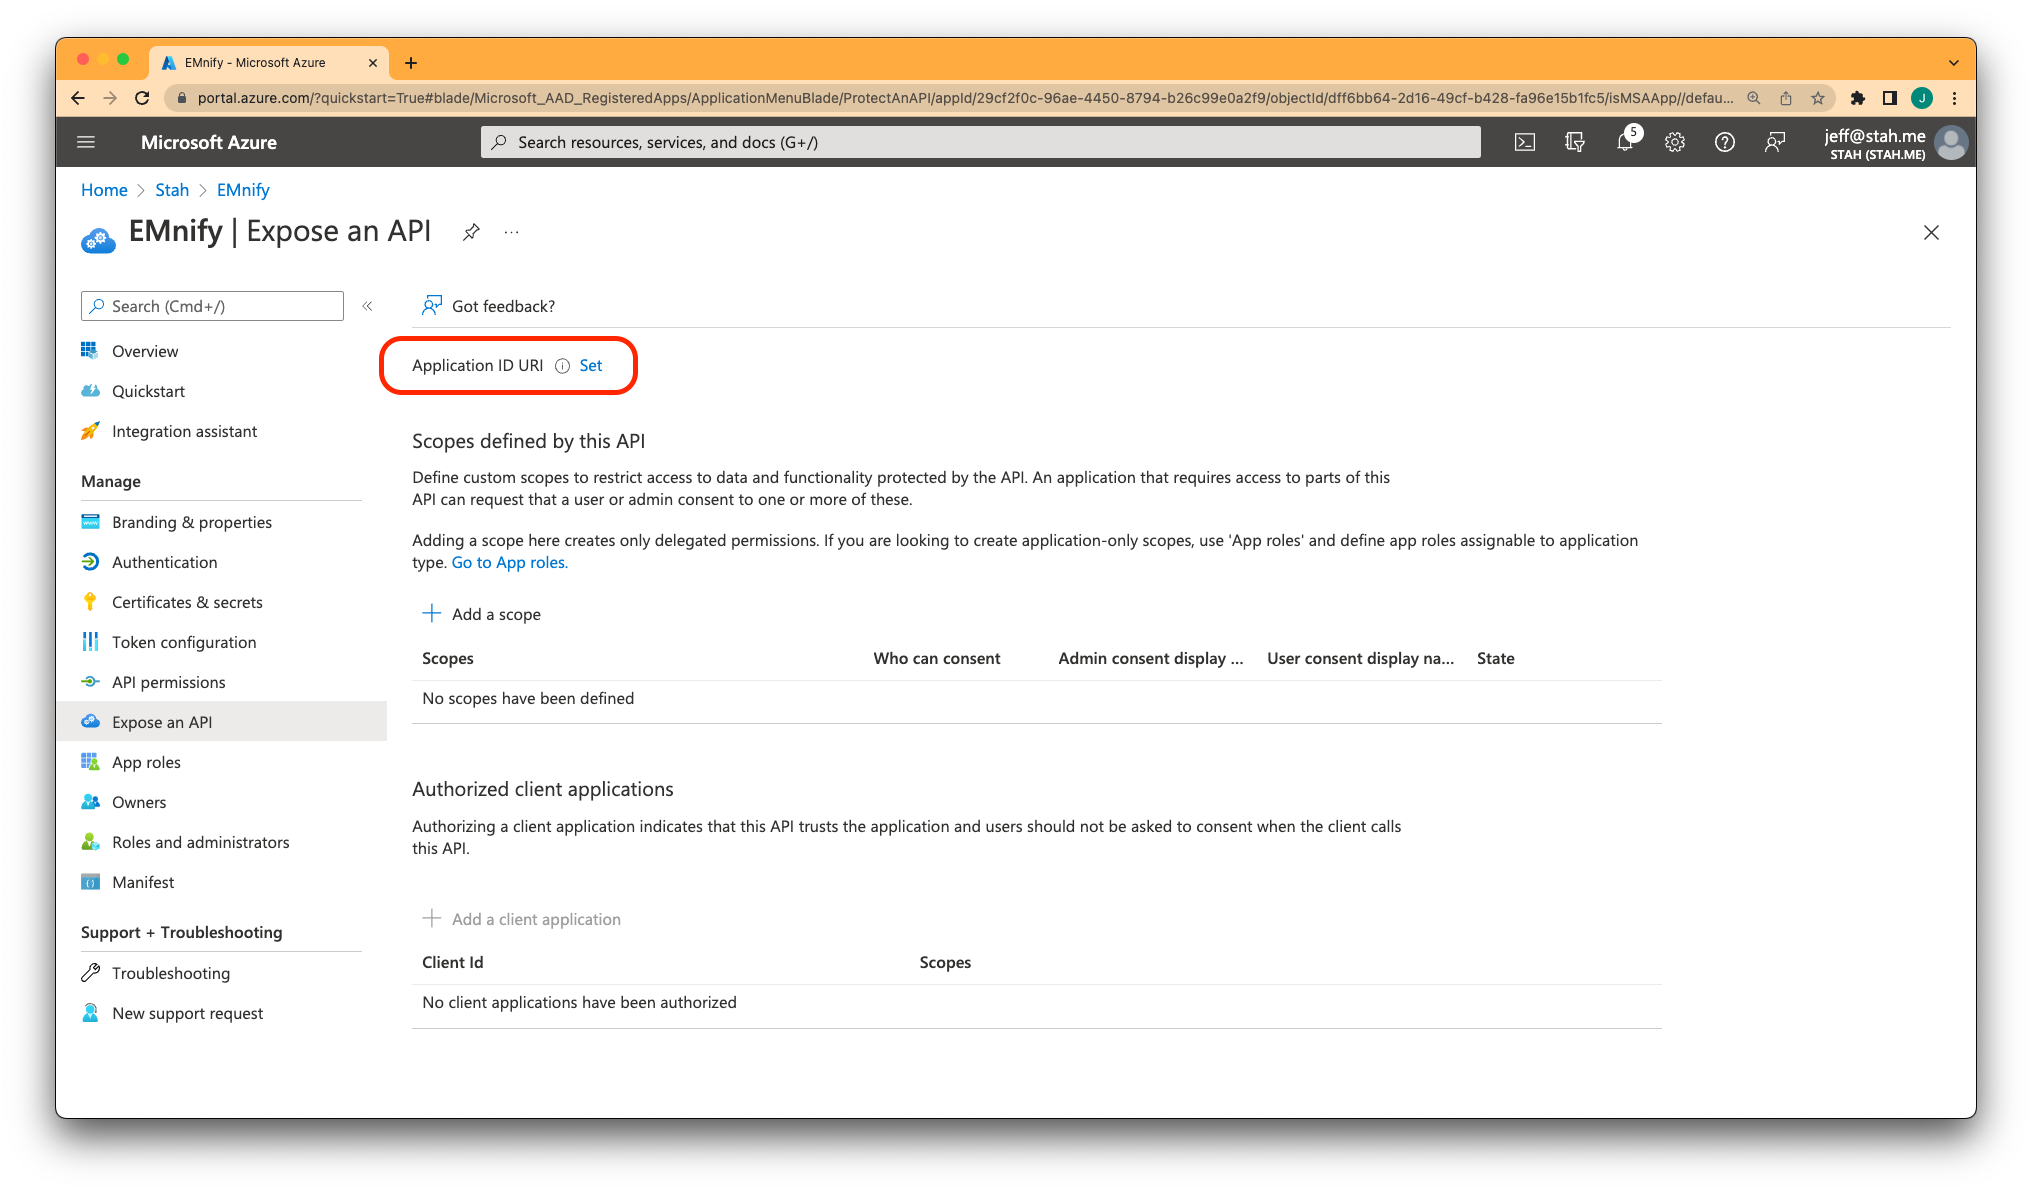 EMnify - Microsoft Azure
portal.azure.com/?quickstart=True#blade/Microsoft_AAD_RegisteredApps/ApplicationMenuBlade/ProtectAnAPI/appId/29cf2f0c-96ae-4450-8794-b26c99e0a2f9/objectId/dff6bb64-2d16-49cf-b428-fa96e15b1fc5/isMSAApp//defau...
J
Microsoft Azure
Search resources, services, and docs (G+/)
5
jeff@stah.me
STAH (STAH.ME)
Home > Stah > EMnify
EMnify | Expose an API
...
Search (Cmd+/)
«
Got feedback?
Overview
Quickstart
Integration assistant
Manage
Branding & properties
Authentication
Certificates & secrets
Token configuration
API permissions
Expose an API
App roles
Owners
Roles and administrators
Manifest
Support + Troubleshooting
Troubleshooting
New support request
Application ID URI Set
Scopes defined by this API
Define custom scopes to restrict access to data and functionality protected by the API. An application that requires access to parts of this
API can request that a user or admin consent to one or more of these.
Adding a scope here creates only delegated permissions. If you are looking to create application-only scopes, use 'App roles' and define app roles assignable to application
type. Go to App roles.
Add a scope
Scopes Who can consent Admin consent display ... User consent display na... State
No scopes have been defined
Authorized client applications
Authorizing a client application indicates that this API trusts the application and users should not be asked to consent when the client calls
this API.
Add a client application
Client Id Scopes
No client applications have been authorized